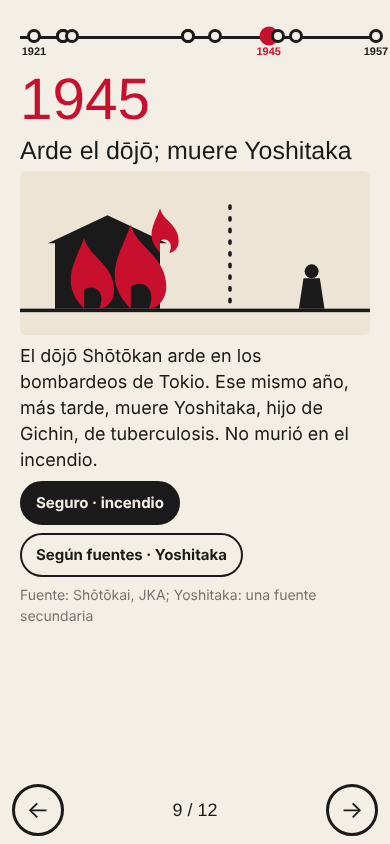 1921
1945
1957
1945
Arde el dōjō; muere Yoshitaka
El dōjō Shōtōkan arde en los
bombardeos de Tokio. Ese mismo año,
más tarde, muere Yoshitaka, hijo de
Gichin, de tuberculosis. No murió en el
incendio.
Seguro · incendio
Según fuentes · Yoshitaka
Fuente: Shōtōkai, JKA; Yoshitaka: una fuente
secundaria
9 / 12